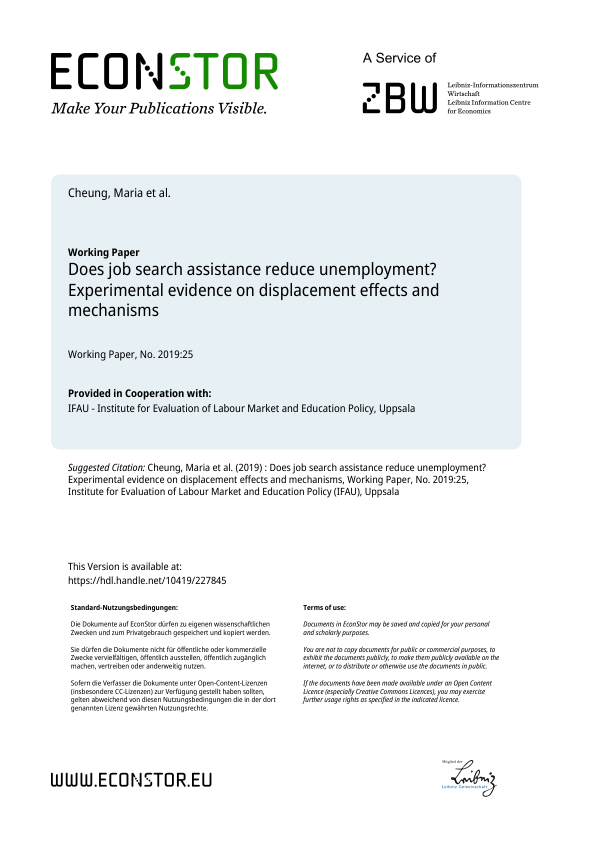 ECONSTOR
Make Your Publications Visible.
A Service of
ZBW
Leibniz-Informationszentrum
Wirtschaft
Leibniz Information Centre
for Economics
Cheung, Maria et al.
Working Paper
Does job search assistance reduce unemployment?
Experimental evidence on displacement effects and
mechanisms
Working Paper, No. 2019:25
Provided in Cooperation with:
IFAU - Institute for Evaluation of Labour Market and Education Policy, Uppsala
Suggested Citation: Cheung, Maria et al. (2019) : Does job search assistance reduce unemployment?
Experimental evidence on displacement effects and mechanisms, Working Paper, No. 2019:25,
Institute for Evaluation of Labour Market and Education Policy (IFAU), Uppsala
This Version is available at:
https://hdl.handle.net/10419/227845
Standard-Nutzungsbedingungen:
Die Dokumente auf EconStor dürfen zu eigenen wissenschaftlichen
Zwecken und zum Privatgebrauch gespeichert und kopiert werden.
Sie dürfen die Dokumente nicht für öffentliche oder kommerzielle
Zwecke vervielfältigen, öffentlich ausstellen, öffentlich zugänglich
machen, vertreiben oder anderweitig nutzen.
Sofern die Verfasser die Dokumente unter Open-Content-Lizenzen
(insbesondere CC-Lizenzen) zur Verfügung gestellt haben sollten,
gelten abweichend von diesen Nutzungsbedingungen die in der dort
genannten Lizenz gewährten Nutzungsrechte.
Terms of use:
Documents in EconStor may be saved and copied for your personal
and scholarly purposes.
You are not to copy documents for public or commercial purposes, to
exhibit the documents publicly, to make them publicly available on the
internet, or to distribute or otherwise use the documents in public.
If the documents have been made available under an Open Content
Licence (especially Creative Commons Licences), you may exercise
further usage rights as specified in the indicated licence.
WWW.ECONSTOR.EU
Mitglied der
Leibniz
Leibniz-Gemeinschaft